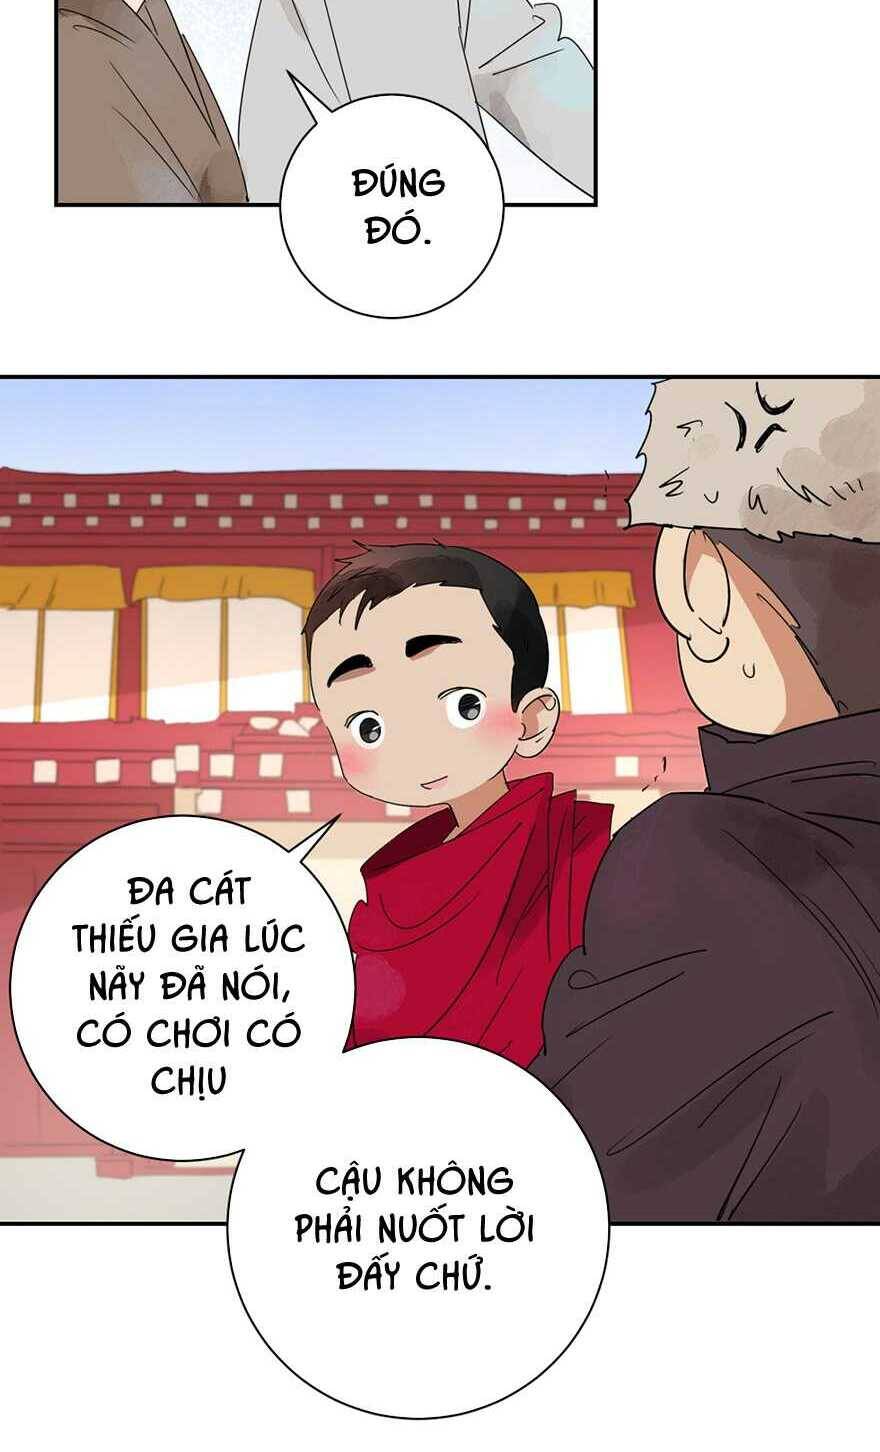 ĐÚNG
ĐÓ.
ĐA CÁT
THIẾU GIA LÚC
NÃY ĐÃ NÓI,
CÓ CHƠI CÓ
CHỊU
CẬU KHÔNG
PHẢI NUỐT LỜI
ĐẤY CHỨ.